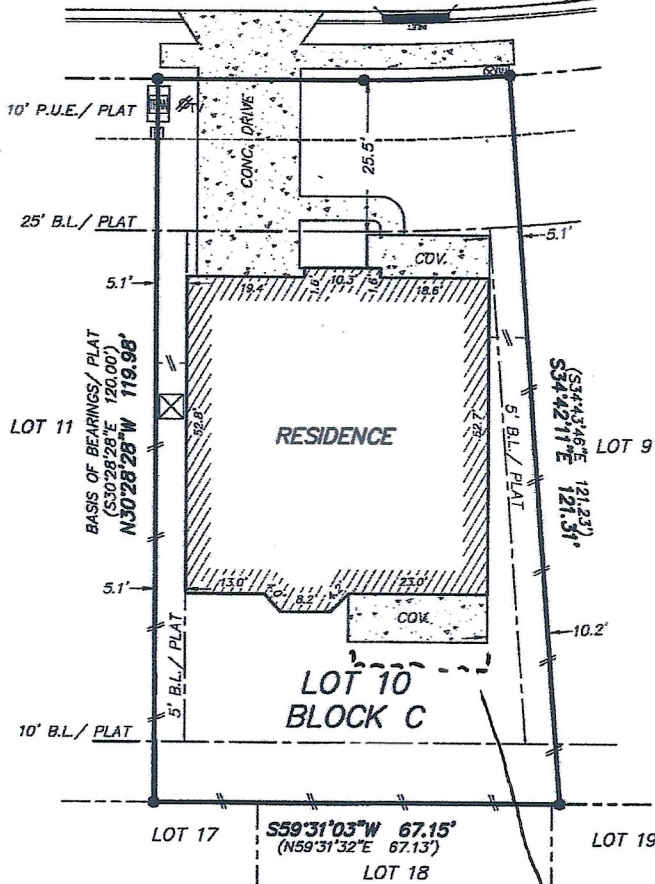 INLET
10' P.U.E./ PLAT
TV
CONC. DRIVE
25.5'
25' B.L./ PLAT
5.1'
COV.
5.1'
19.4'
1.6'
10.3'
1.6'
18.6'
LOT 11
BASIS OF BEARINGS/ PLAT
(S30°28'28"E 120.00')
N30°28'28"W 119.98'
52.8'
RESIDENCE
52.7'
5' B.L./ PLAT
(S34°43'46"E 121.23')
S34°42'11"E 121.31'
LOT 9
5.1'
13.0'
8.2'
23.0'
COV.
10.2'
5' B.L./ PLAT
LOT 10
BLOCK C
10' B.L./ PLAT
LOT 17
S59°31'03"W 67.15'
(N59°31'32"E 67.13')
LOT 18
LOT 19